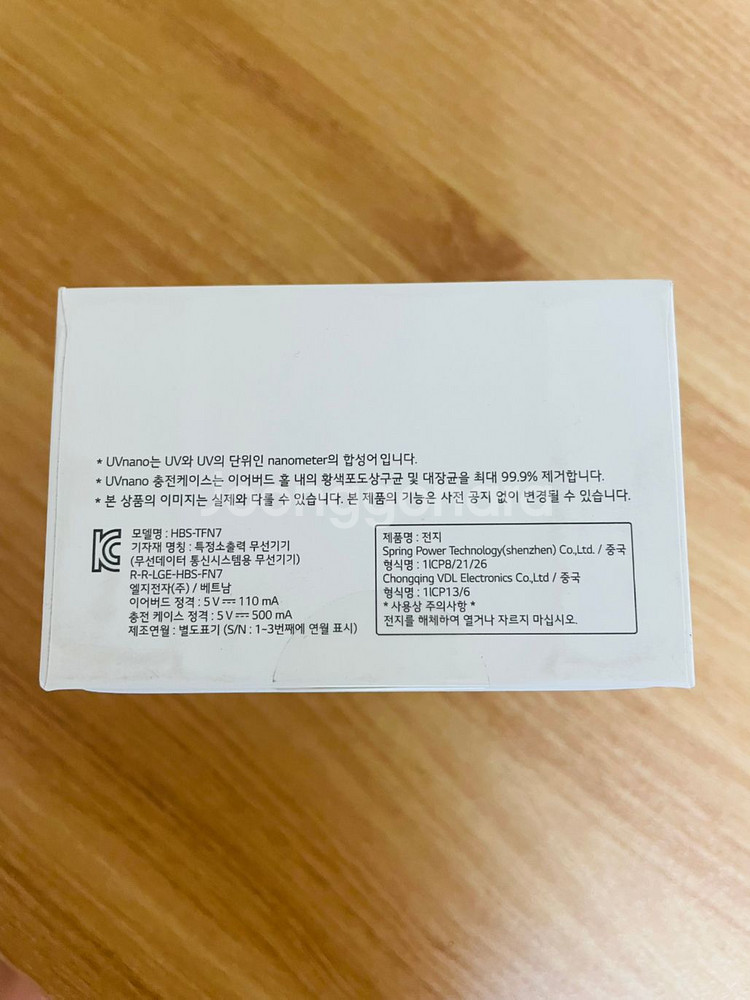 * UVnano는 UV와 UV의 단위인 nanometer의 합성어입니다.
* UVnano 충전케이스는 이어버드 홀 내의 황색포도상구균 및 대장균을 최대 99.9% 제거합니다.
* 본 상품의 이미지는 실제와 다를 수 있습니다. 본 제품의 기능은 사전 공지 없이 변경될 수 있습니다.
joonggonara
모델명 : HBS-TFN7
기자재 명칭 : 특정소출력 무선기기
(무선데이터 통신시스템용 무선기기)
R-R-LGE-HBS-FN7
엘지전자(주) / 베트남
이어버드 정격 : 5 V ⎓ 110 mA
충전 케이스 정격 : 5 V ⎓ 500 mA
제조연월 : 별도표기 (S/N : 1~3번째에 연월 표시)
제품명 : 전지
Spring Power Technology(shenzhen) Co.,Ltd. / 중국
형식명 : 1ICP8/21/26
Chongqing VDL Electronics Co.,Ltd / 중국
형식명 : 1ICP13/6
* 사용상 주의사항 *
전지를 해체하여 열거나 자르지 마십시오.